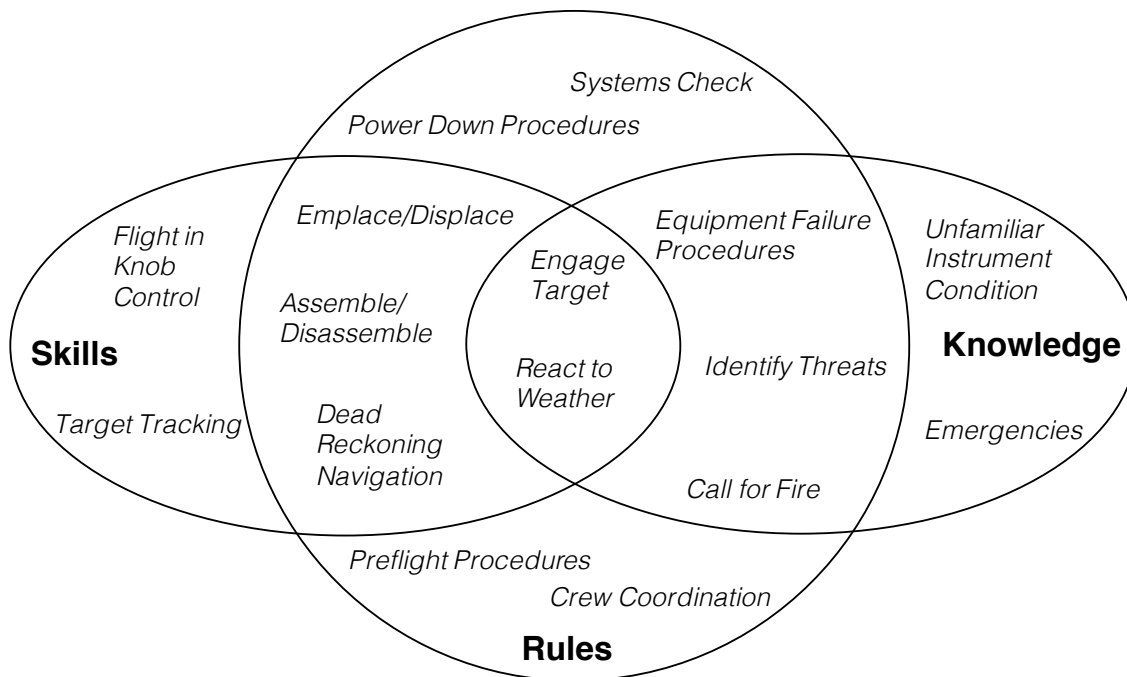 Systems Check
Power Down Procedures
Emplace/Displace
Flight in
Knob
Control
Equipment Failure
Procedures
Unfamiliar
Instrument
Condition
Engage
Target
Assemble/
Disassemble
Skills
Knowledge
React to
Weather
Identify Threats
Target Tracking
Dead
Reckoning
Navigation
Emergencies
Call for Fire
Preflight Procedures
Crew Coordination
Rules